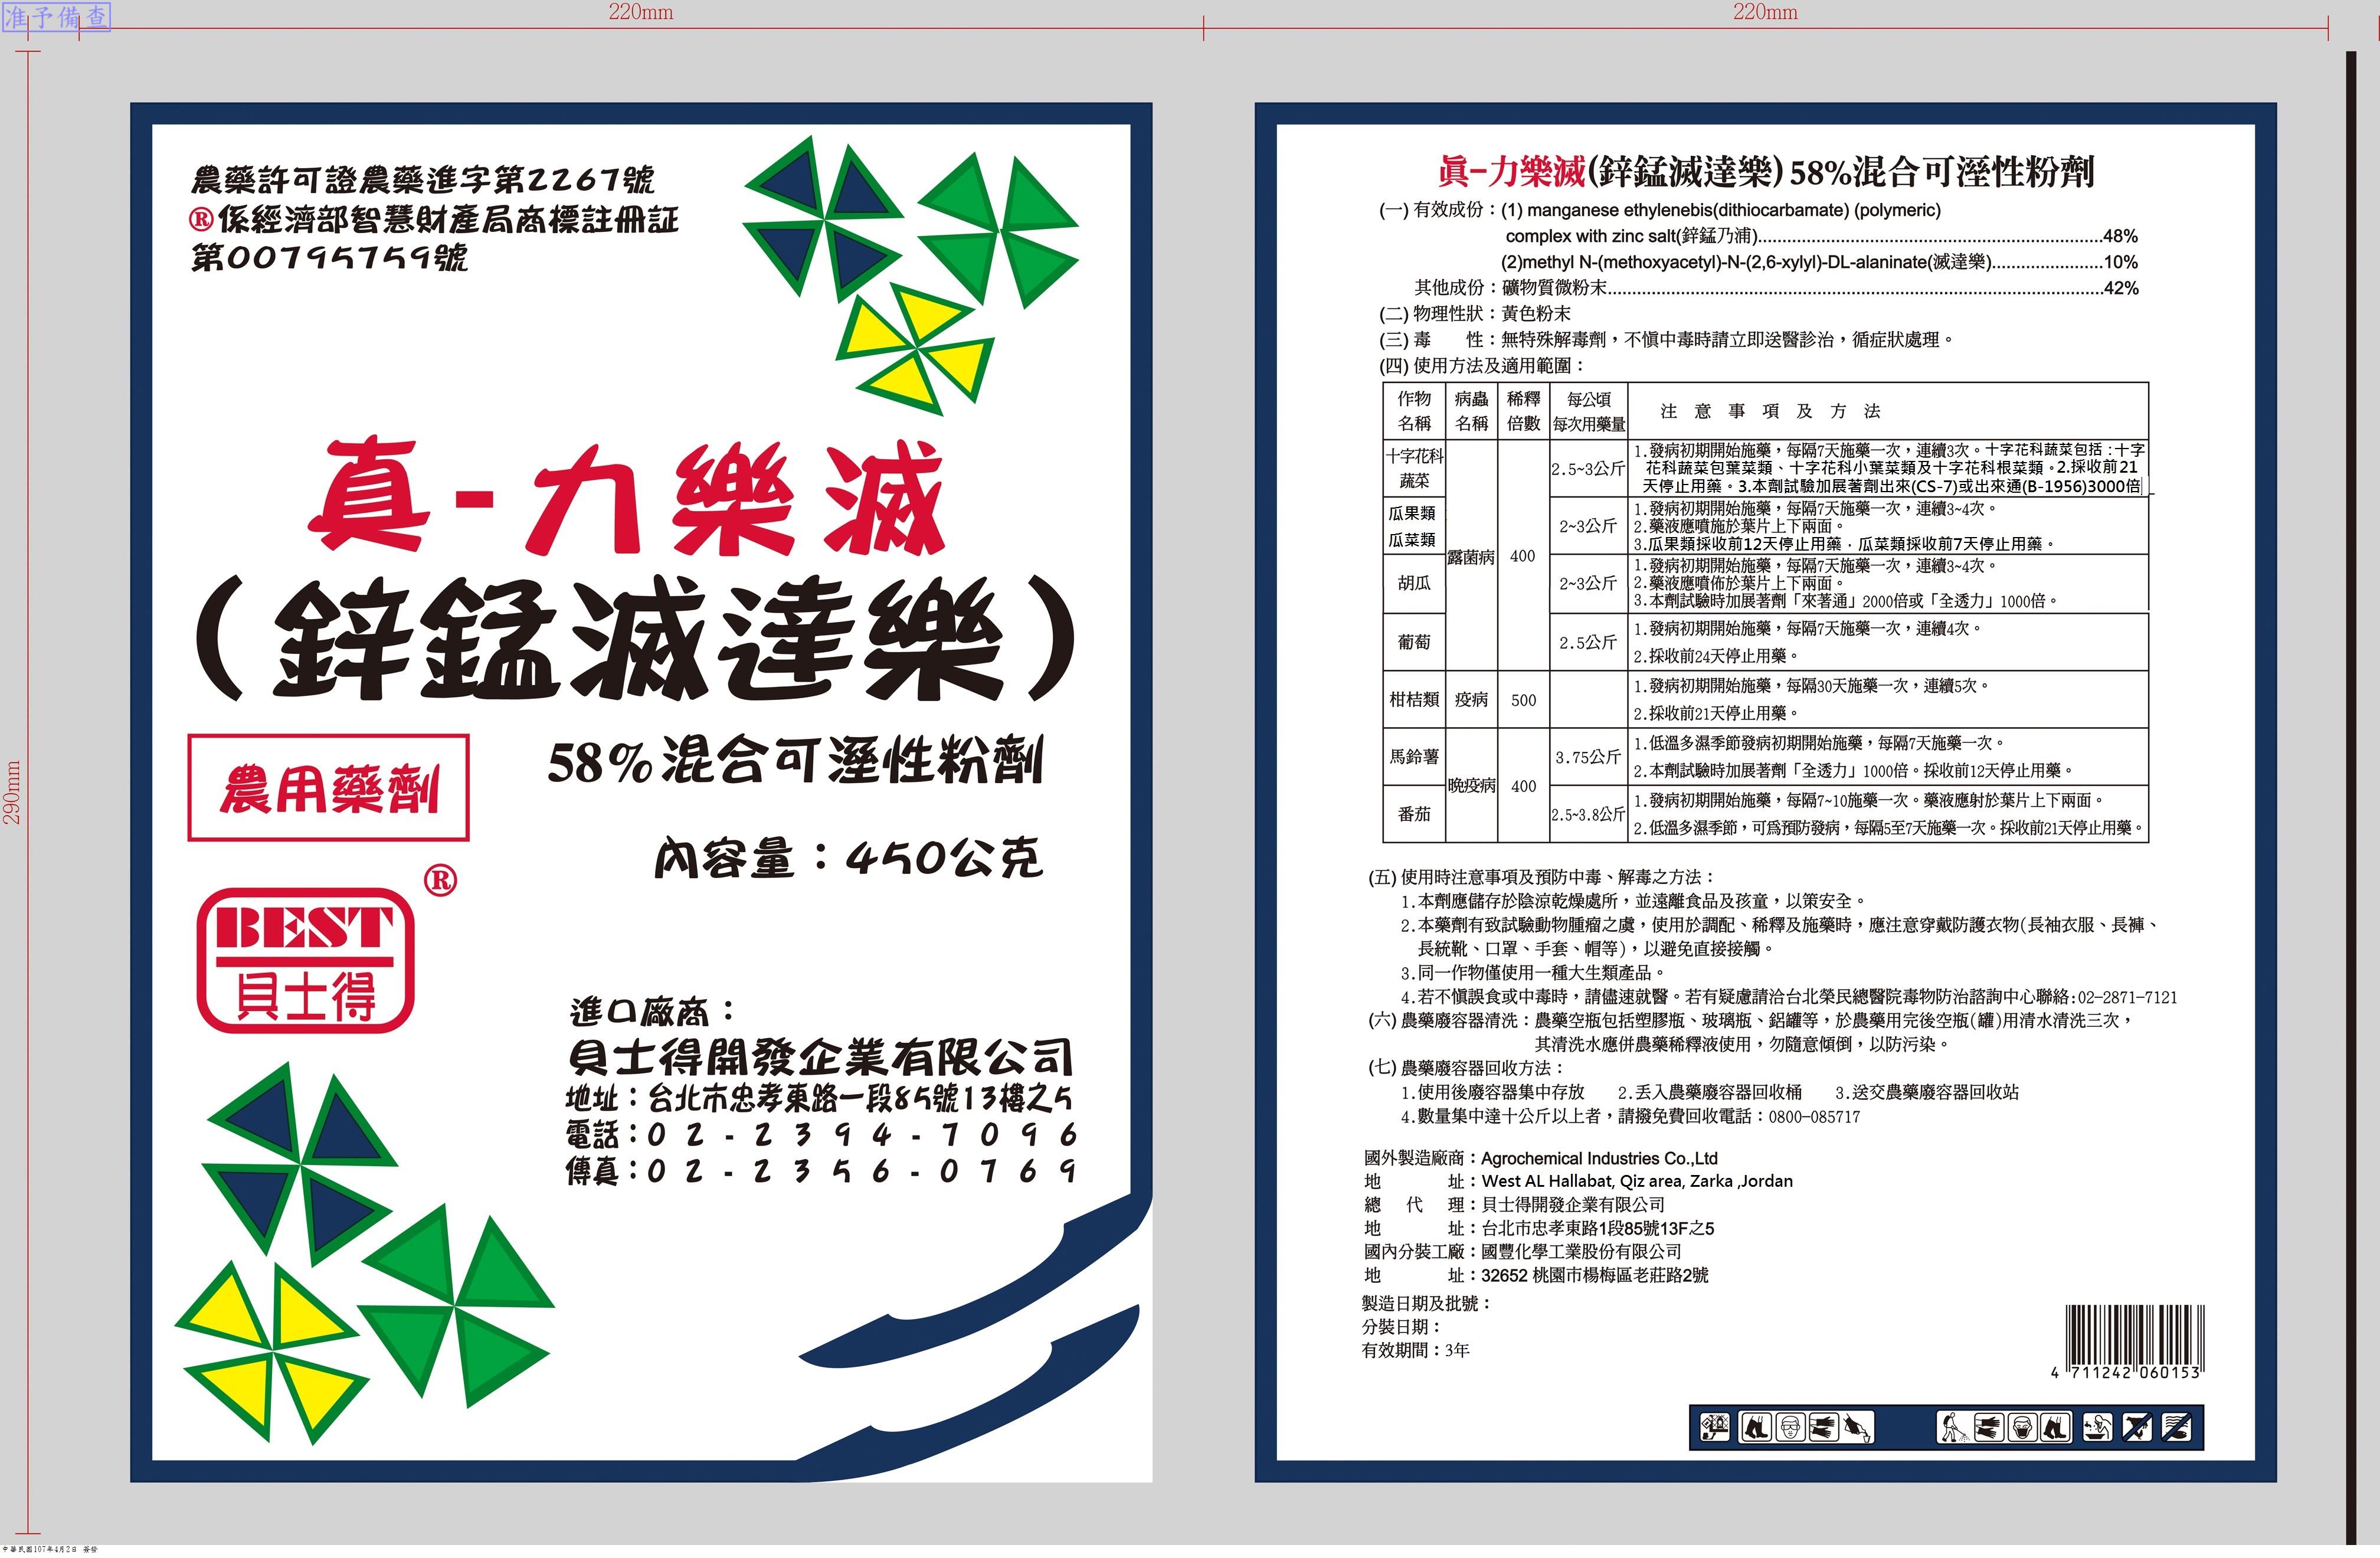 准予備查
220mm
220mm
290mm
農藥許可證農藥進字第2267號
®係經濟部智慧財產局商標註冊証
第00795759號
真-力樂滅
(鋅錳滅達樂)
58%混合可溼性粉劑
農用藥劑
內容量：450公克
®
BEST
貝士得
進口廠商：
貝士得開發企業有限公司
地址：台北市忠孝東路一段85號13樓之5
電話：02-2394-7096
傳真：02-2356-0769
真-力樂滅(鋅錳滅達樂)58%混合可溼性粉劑
(一) 有效成份：(1) manganese ethylenebis(dithiocarbamate) (polymeric)
complex with zinc salt(鋅錳乃浦)........................................................................48%
(2)methyl N-(methoxyacetyl)-N-(2,6-xylyl)-DL-alaninate(滅達樂).......................10%
其他成份：礦物質微粉末........................................................................................................42%
(二) 物理性狀：黃色粉末
(三) 毒　　性：無特殊解毒劑，不慎中毒時請立即送醫診治，循症狀處理。
(四) 使用方法及適用範圍：
作物名稱 病蟲名稱 稀釋倍數 每公頃每次用藥量 注意事項及方法
十字花科蔬菜 露菌病 400 2.5~3公斤
1.發病初期開始施藥，每隔7天施藥一次，連續3次。十字花科蔬菜包括：十字
花科蔬菜包葉菜類、十字花科小葉菜類及十字花科根菜類。2.採收前21
天停止用藥。3.本劑試驗加展著劑出來(CS-7)或出來通(B-1956)3000倍
瓜果類 瓜菜類 2~3公斤
1.發病初期開始施藥，每隔7天施藥一次，連續3~4次。
2.藥液應噴施於葉片上下兩面。
3.瓜果類採收前12天停止用藥．瓜菜類採收前7天停止用藥。
胡瓜 2~3公斤
1.發病初期開始施藥，每隔7天施藥一次，連續3~4次。
2.藥液應噴佈於葉片上下兩面。
3.本劑試驗時加展著劑「來著通」2000倍或「全透力」1000倍。
葡萄 2.5公斤
1.發病初期開始施藥，每隔7天施藥一次，連續4次。
2.採收前24天停止用藥。
柑桔類 疫病 500
1.發病初期開始施藥，每隔30天施藥一次，連續5次。
2.採收前21天停止用藥。
馬鈴薯 晚疫病 400 3.75公斤
1.低溫多濕季節發病初期開始施藥，每隔7天施藥一次。
2.本劑試驗時加展著劑「全透力」1000倍。採收前12天停止用藥。
番茄 2.5~3.8公斤
1.發病初期開始施藥，每隔7~10施藥一次。藥液應射於葉片上下兩面。
2.低溫多濕季節，可為預防發病，每隔5至7天施藥一次。採收前21天停止用藥。
(五) 使用時注意事項及預防中毒、解毒之方法：
1.本劑應儲存於陰涼乾燥處所，並遠離食品及孩童，以策安全。
2.本藥劑有致試驗動物腫瘤之虞，使用於調配、稀釋及施藥時，應注意穿戴防護衣物(長袖衣服、長褲、
長統靴、口罩、手套、帽等)，以避免直接接觸。
3.同一作物僅使用一種大生類產品。
4.若不慎誤食或中毒時，請儘速就醫。若有疑慮請洽台北榮民總醫院毒物防治諮詢中心聯絡:02-2871-7121
(六) 農藥廢容器清洗：農藥空瓶包括塑膠瓶、玻璃瓶、鋁罐等，於農藥用完後空瓶(罐)用清水清洗三次，
其清洗水應併農藥稀釋液使用，勿隨意傾倒，以防污染。
(七) 農藥廢容器回收方法：
1.使用後廢容器集中存放　2.丟入農藥廢容器回收桶　3.送交農藥廢容器回收站
4.數量集中達十公斤以上者，請撥免費回收電話：0800-085717
國外製造廠商：Agrochemical Industries Co.,Ltd
地　　　　址：West AL Hallabat, Qiz area, Zarka ,Jordan
總　代　理：貝士得開發企業有限公司
地　　　　址：台北市忠孝東路1段85號13F之5
國內分裝工廠：國豐化學工業股份有限公司
地　　　　址：32652 桃園市楊梅區老莊路2號
製造日期及批號：
分裝日期：
有效期間：3年
4 711242 060153
中華民國107年4月2日 簽發